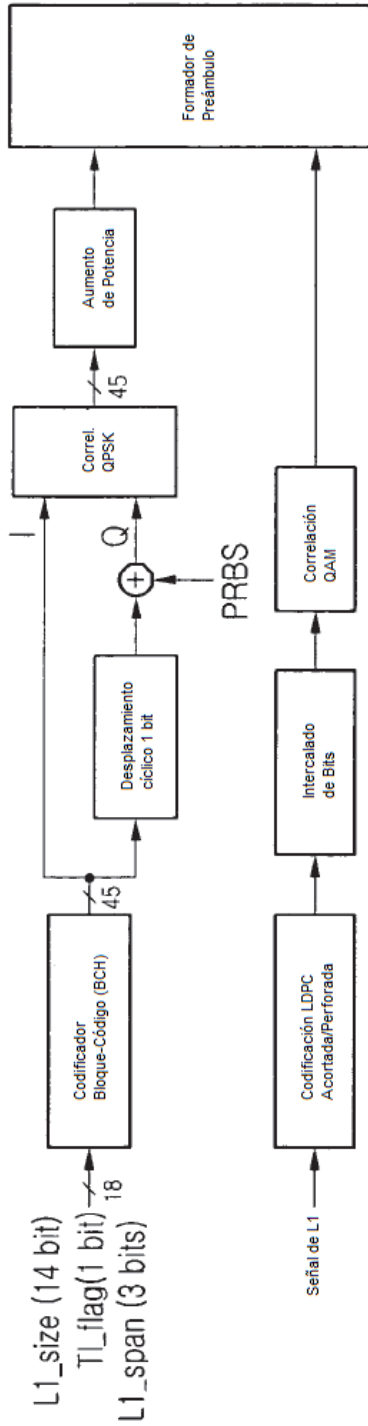 L1_size (14 bit)
TI_flag(1 bit)
L1_span (3 bits)
18
Codificador
Bloque-Código (BCH)
45
Desplazamiento
cíclico 1 bit
I
Q
+
PRBS
Correl.
QPSK
45
Aumento
de Potencia
Formador de
Preámbulo
Señal de L1
Codificación LDPC
Acortada/Perforada
Intercalado
de Bits
Correlación
QAM